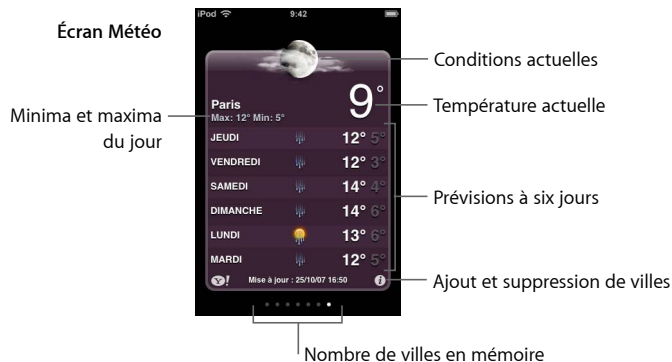 Écran Météo
iPod 9:42
Conditions actuelles
9°
Température actuelle
Paris
Max: 12° Min: 5°
Minima et maxima
du jour
JEUDI 12° 5°
VENDREDI 12° 3°
SAMEDI 14° 4°
DIMANCHE 14° 6°
LUNDI 13° 6°
MARDI 12° 5°
Prévisions à six jours
Y! Mise à jour : 25/10/07 16:50 i
Ajout et suppression de villes
Nombre de villes en mémoire